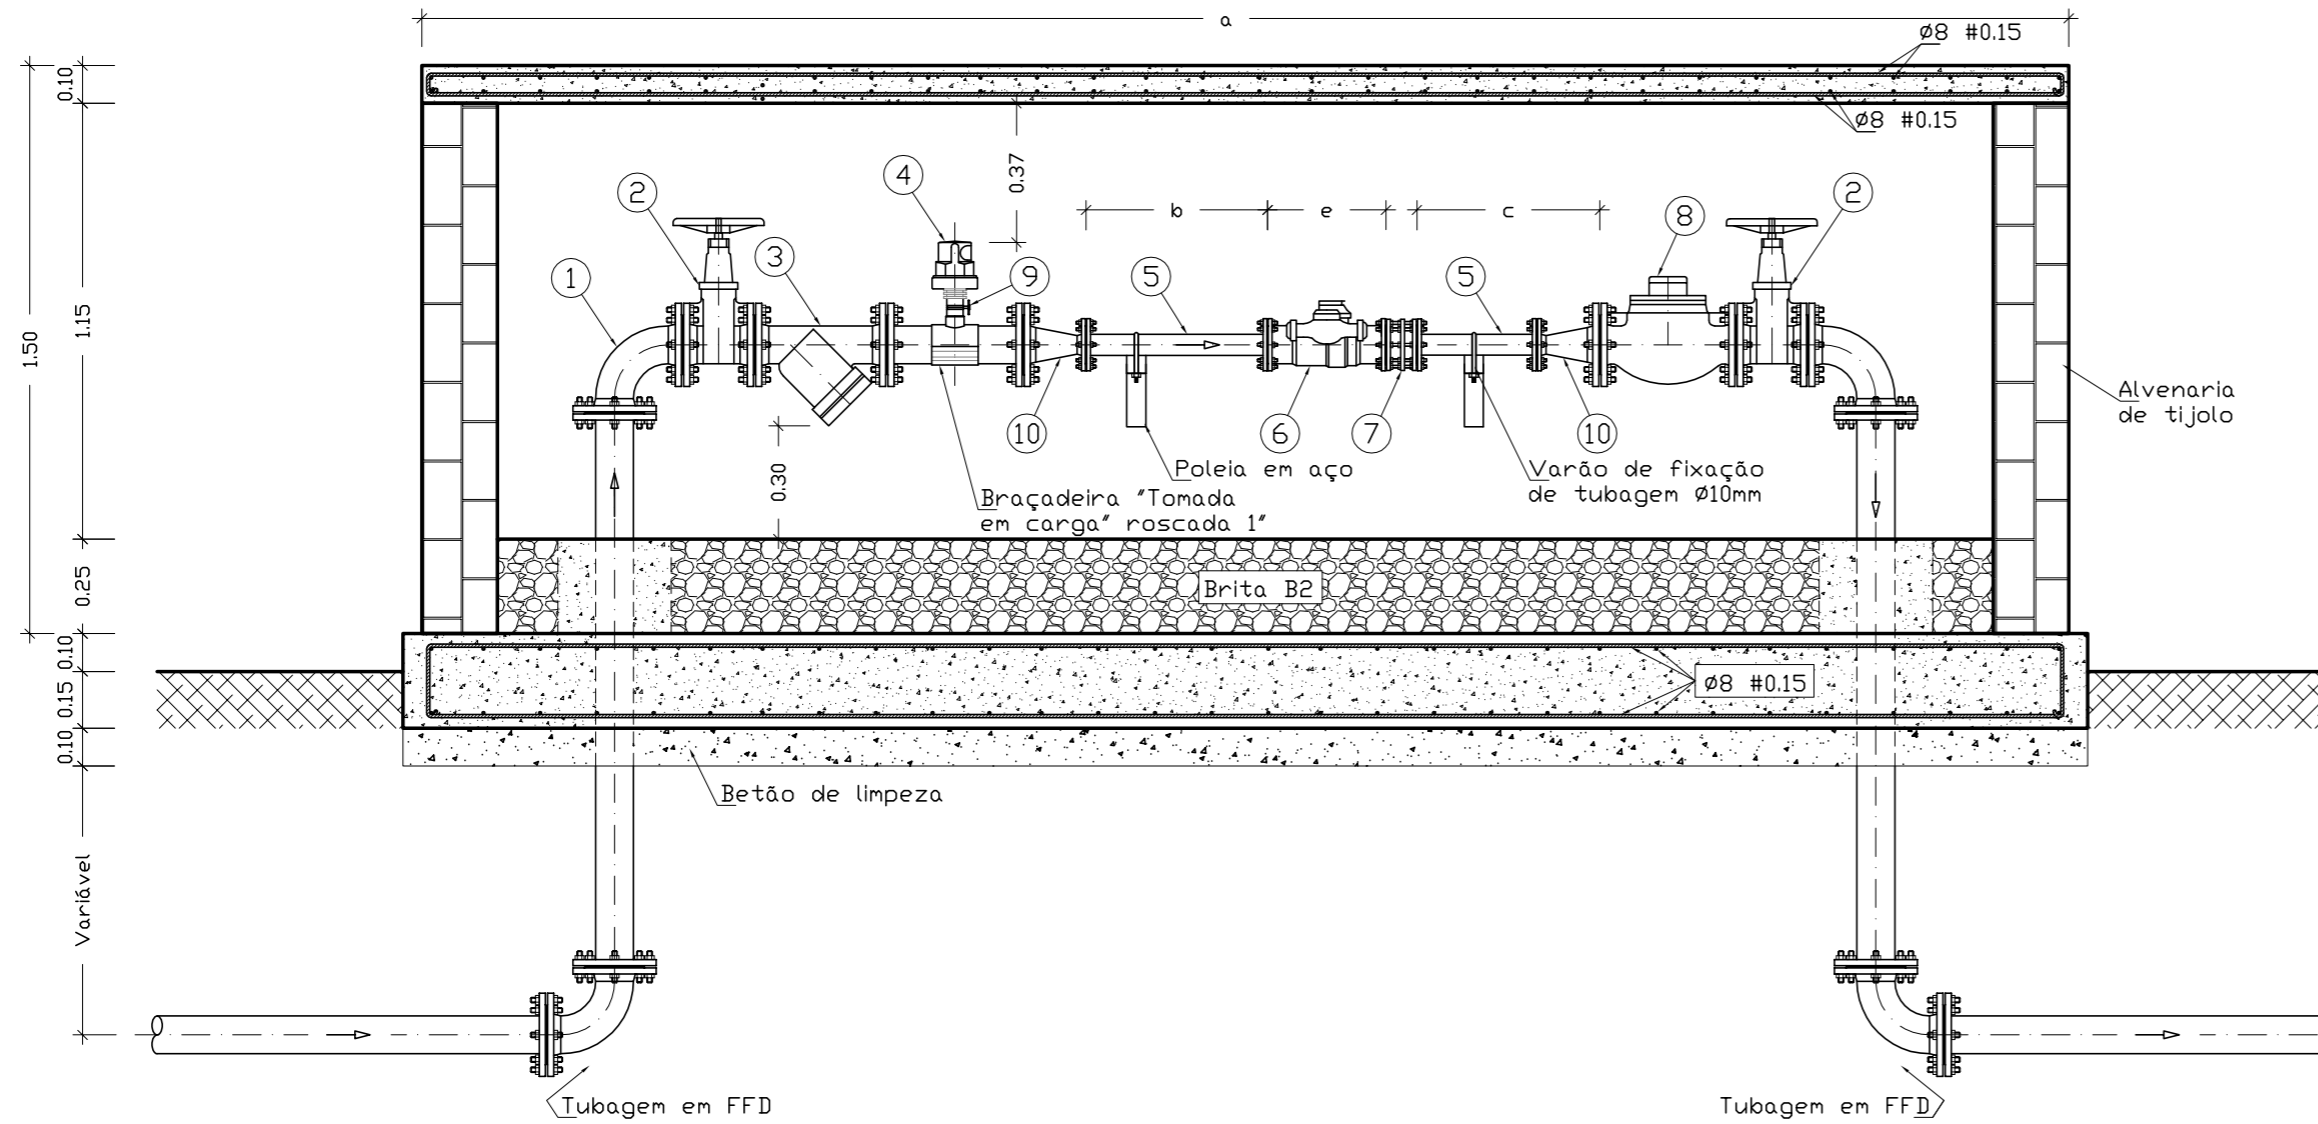 a
ø8 #0.15
ø8 #0.15
0.10
1.15
1.50
0.25
0.10
0.15
0.10
Variável
0.37
0.30
4
2
3
1
9
b
e
c
8
2
5
5
10
6
7
10
Alvenaria
de tijolo
Poleia em aço
Varão de fixação
de tubagem Ø10mm
Braçadeira "Tomada
em carga" roscada 1"
Brita B2
ø8 #0.15
Betão de limpeza
Tubagem em FFD
Tubagem em FFD